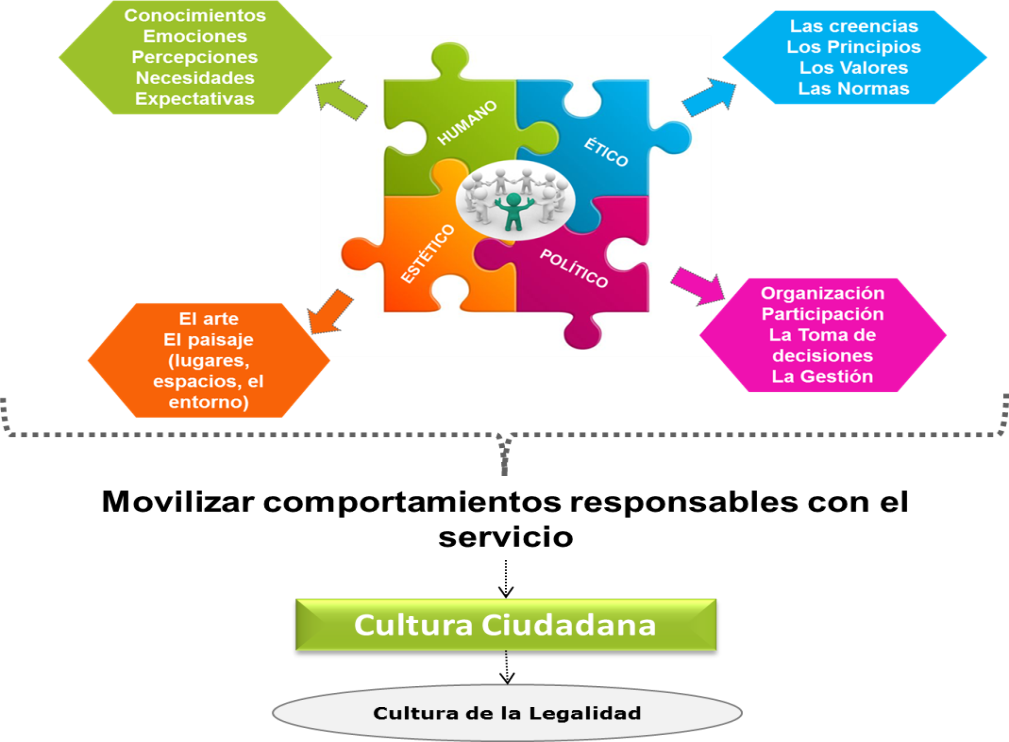 Conocimientos
Emociones
Percepciones
Necesidades
Expectativas
Las creencias
Los Principios
Los Valores
Las Normas
HUMANO
ÉTICO
ESTÉTICO
POLÍTICO
El arte
El paisaje
(lugares,
espacios, el
entorno)
Organización
Participación
La Toma de
decisiones
La Gestión
Movilizar comportamientos responsables con el
servicio
Cultura Ciudadana
Cultura de la Legalidad